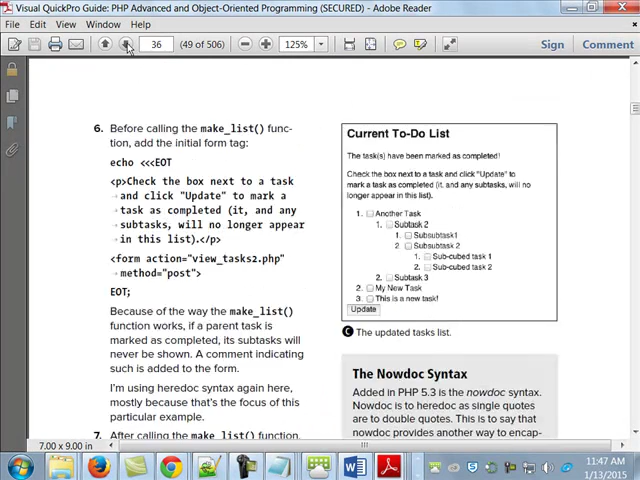 Visual QuickPro Guide: PHP Advanced and Object-Oriented Programming (SECURED) - Adobe Reader
File Edit View Window Help
36 (49 of 506) 125% Sign Comment
6. Before calling the make_list() func-
tion, add the initial form tag:
echo <<<EOT
<p>Check the box next to a task
→ and click "Update" to mark a
→ task as completed (it, and any
→ subtasks, will no longer appear
→ in this list).</p>
<form action="view_tasks2.php"
→ method="post">
EOT;
Because of the way the make_list()
function works, if a parent task is
marked as completed, its subtasks will
never be shown. A comment indicating
such is added to the form.
I'm using heredoc syntax again here,
mostly because that's the focus of this
particular example.
7. After calling the make_list() function,
Current To-Do List
The task(s) have been marked as completed!
Check the box next to a task and click "Update" to
mark a task as completed (it, and any subtasks, will no
longer appear in this list).
1. Another Task
1. Subtask 2
1. Subsubtask1
2. Subsubtask 2
1. Sub-cubed task 1
2. Sub-cubed task 2
2. Subtask 3
2. My New Task
3. This is a new task!
Update
C The updated tasks list.
The Nowdoc Syntax
Added in PHP 5.3 is the nowdoc syntax.
Nowdoc is to heredoc as single quotes
are to double quotes. This is to say that
nowdoc provides another way to encap-
7.00 x 9.00 in
11:47 AM
1/13/2015